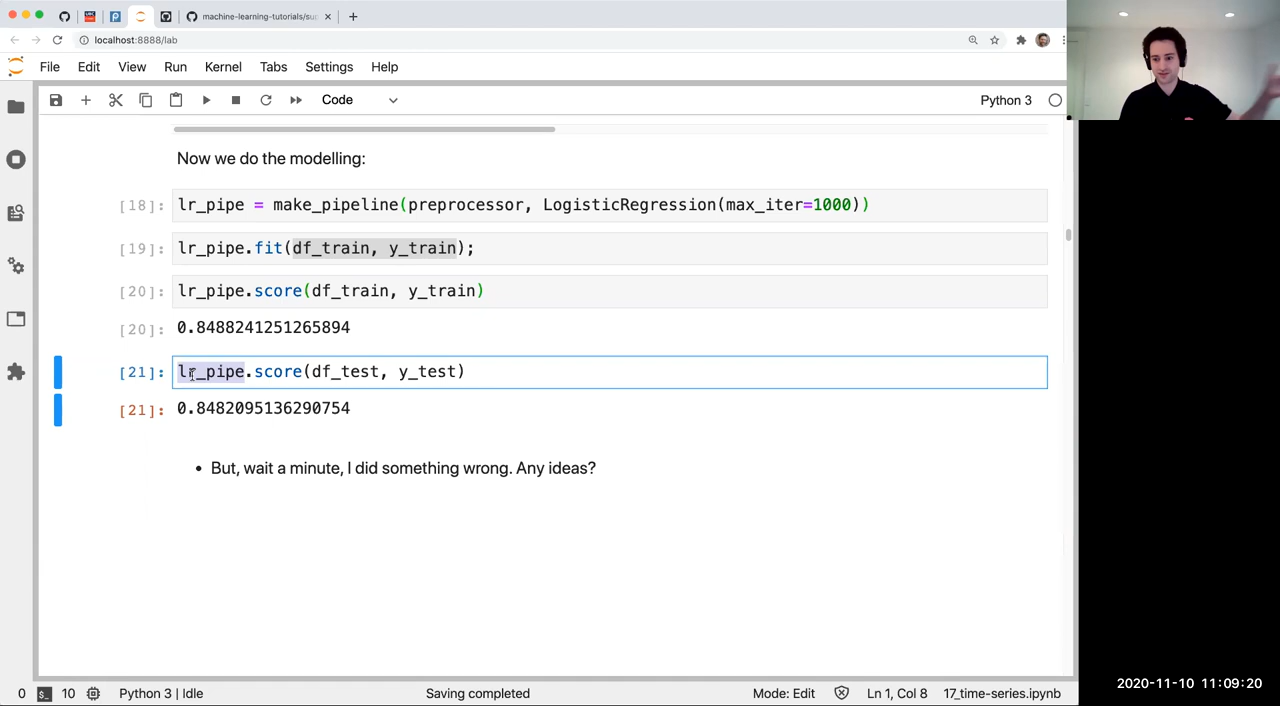 machine-learning-tutorials/sup
localhost:8888/lab
File Edit View Run Kernel Tabs Settings Help
Code
Python 3
Now we do the modelling:
[18]: lr_pipe = make_pipeline(preprocessor, LogisticRegression(max_iter=1000))
[19]: lr_pipe.fit(df_train, y_train);
[20]: lr_pipe.score(df_train, y_train)
[20]: 0.8488241251265894
[21]: lr_pipe.score(df_test, y_test)
[21]: 0.8482095136290754
• But, wait a minute, I did something wrong. Any ideas?
0 $_ 10 Python 3 | Idle Saving completed Mode: Edit Ln 1, Col 8 17_time-series.ipynb
2020-11-10 11:09:20